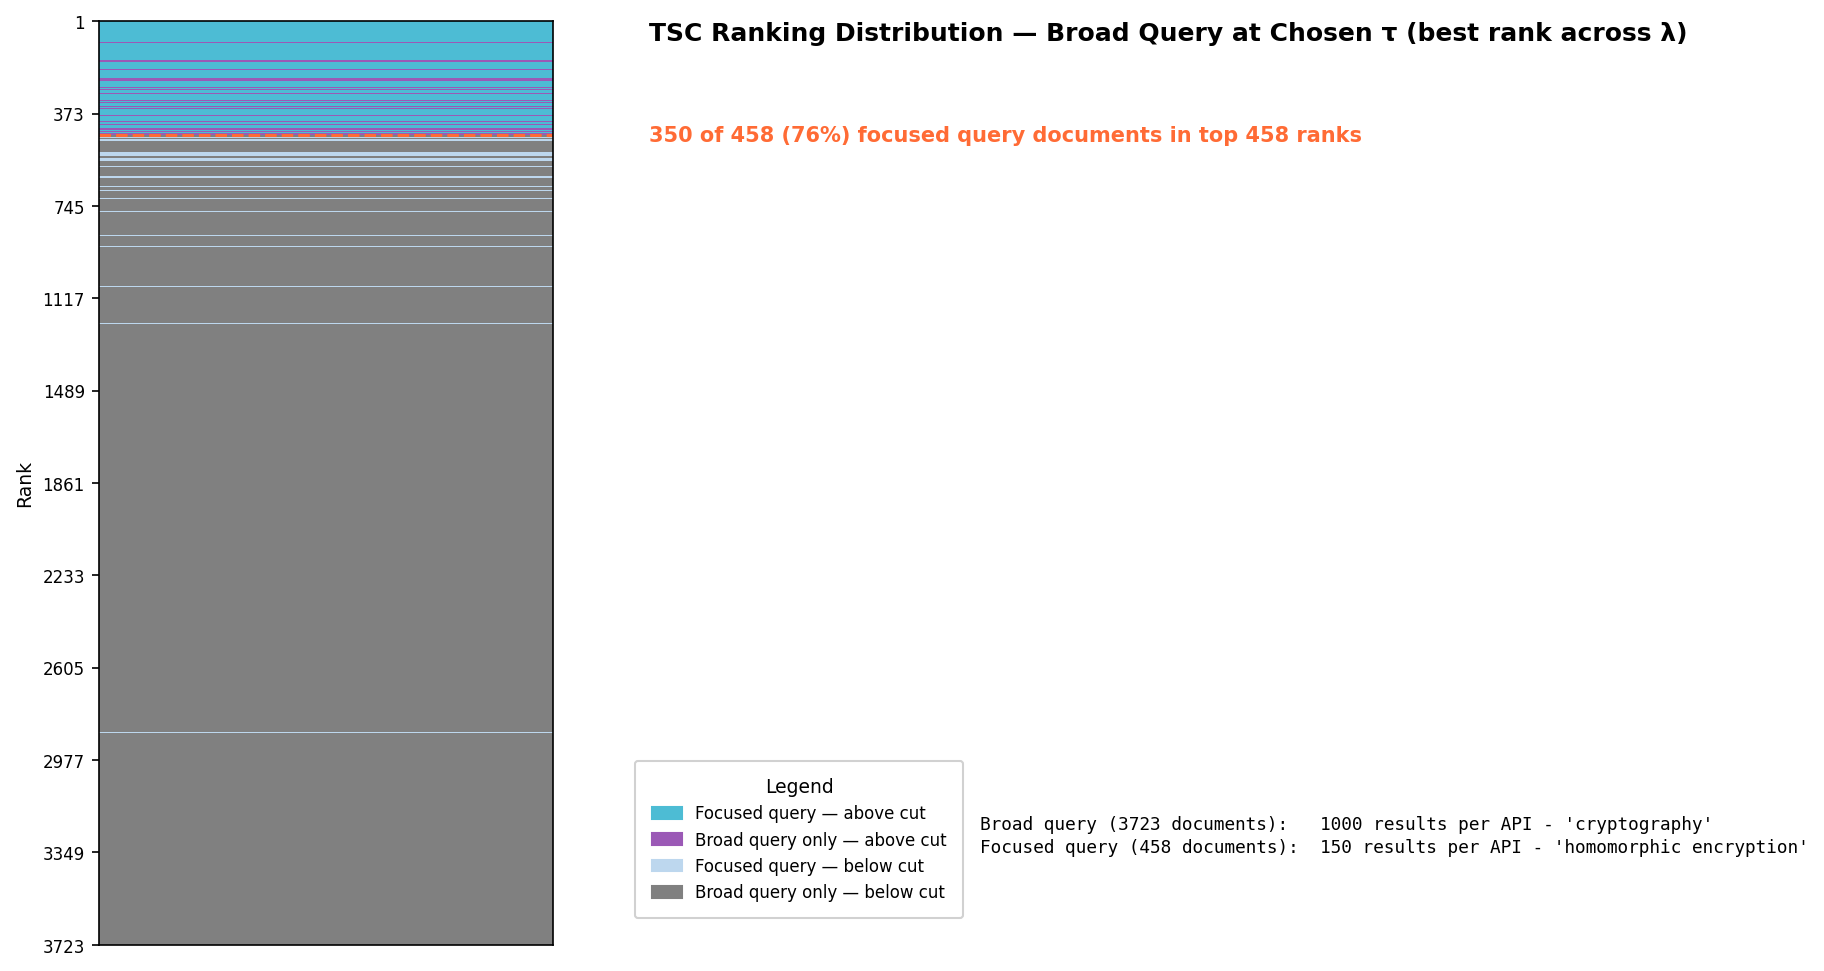 TSC Ranking Distribution — Broad Query at Chosen τ (best rank across λ)
350 of 458 (76%) focused query documents in top 458 ranks
Rank
1
373
745
1117
1489
1861
2233
2605
2977
3349
3723
Legend
Focused query — above cut
Broad query only — above cut
Focused query — below cut
Broad query only — below cut
Broad query (3723 documents):   1000 results per API - 'cryptography'
Focused query (458 documents):  150 results per API - 'homomorphic encryption'